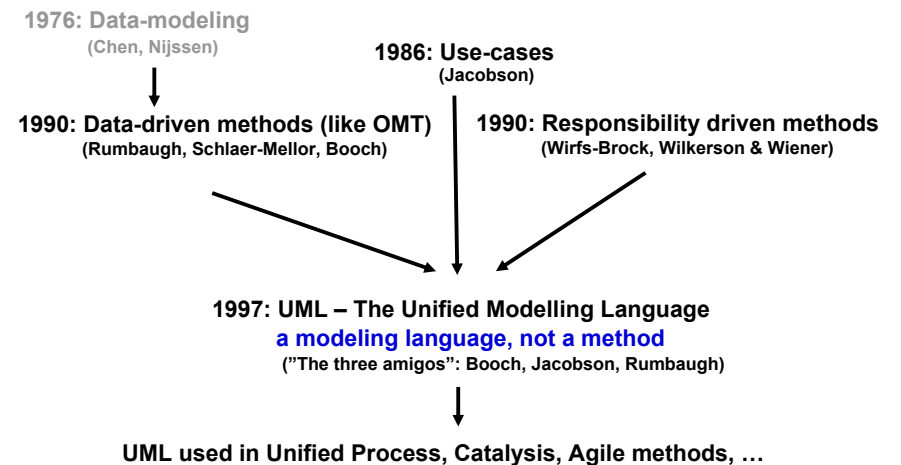 1976: Data-modeling
(Chen, Nijssen)
1986: Use-cases
(Jacobson)
1990: Data-driven methods (like OMT)
(Rumbaugh, Schlaer-Mellor, Booch)
1990: Responsibility driven methods
(Wirfs-Brock, Wilkerson & Wiener)
1997: UML – The Unified Modelling Language
a modeling language, not a method
(”The three amigos”: Booch, Jacobson, Rumbaugh)
UML used in Unified Process, Catalysis, Agile methods, …